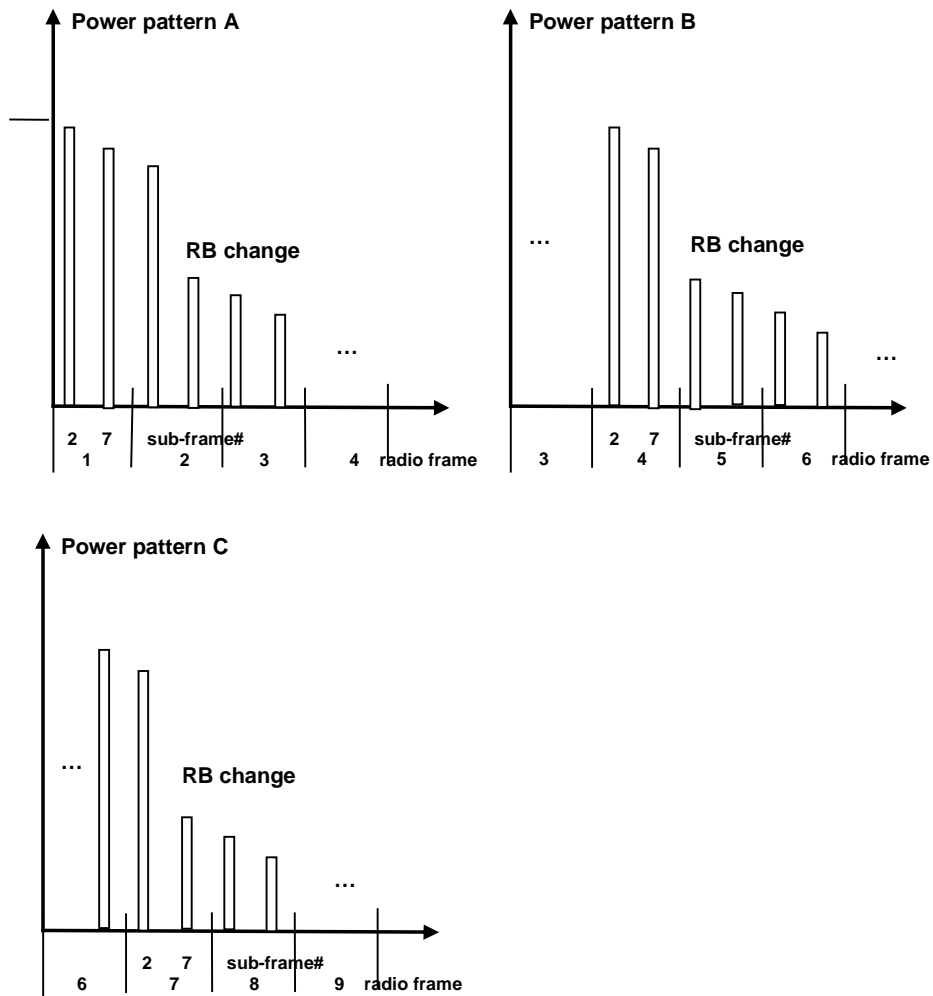 Power pattern A
RB change
...
2 7 sub-frame#
1 2 3 4 radio frame
Power pattern B
...
RB change
...
2 7 sub-frame#
3 4 5 6 radio frame
Power pattern C
...
RB change
...
2 7 sub-frame#
6 7 8 9 radio frame